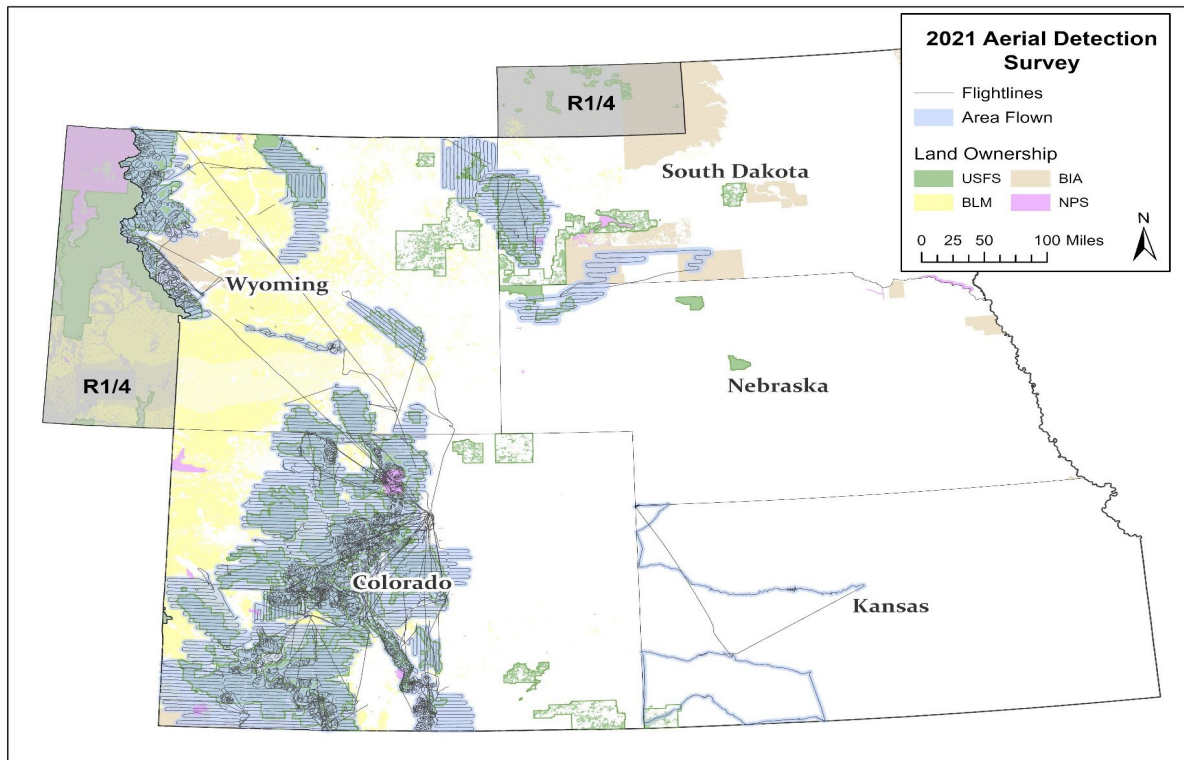 2021 Aerial Detection
Survey
Flightlines
Area Flown
Land Ownership
USFS
BIA
BLM
NPS
N
0 25 50 100 Miles
R1/4
South Dakota
Wyoming
R1/4
Nebraska
Colorado
Kansas